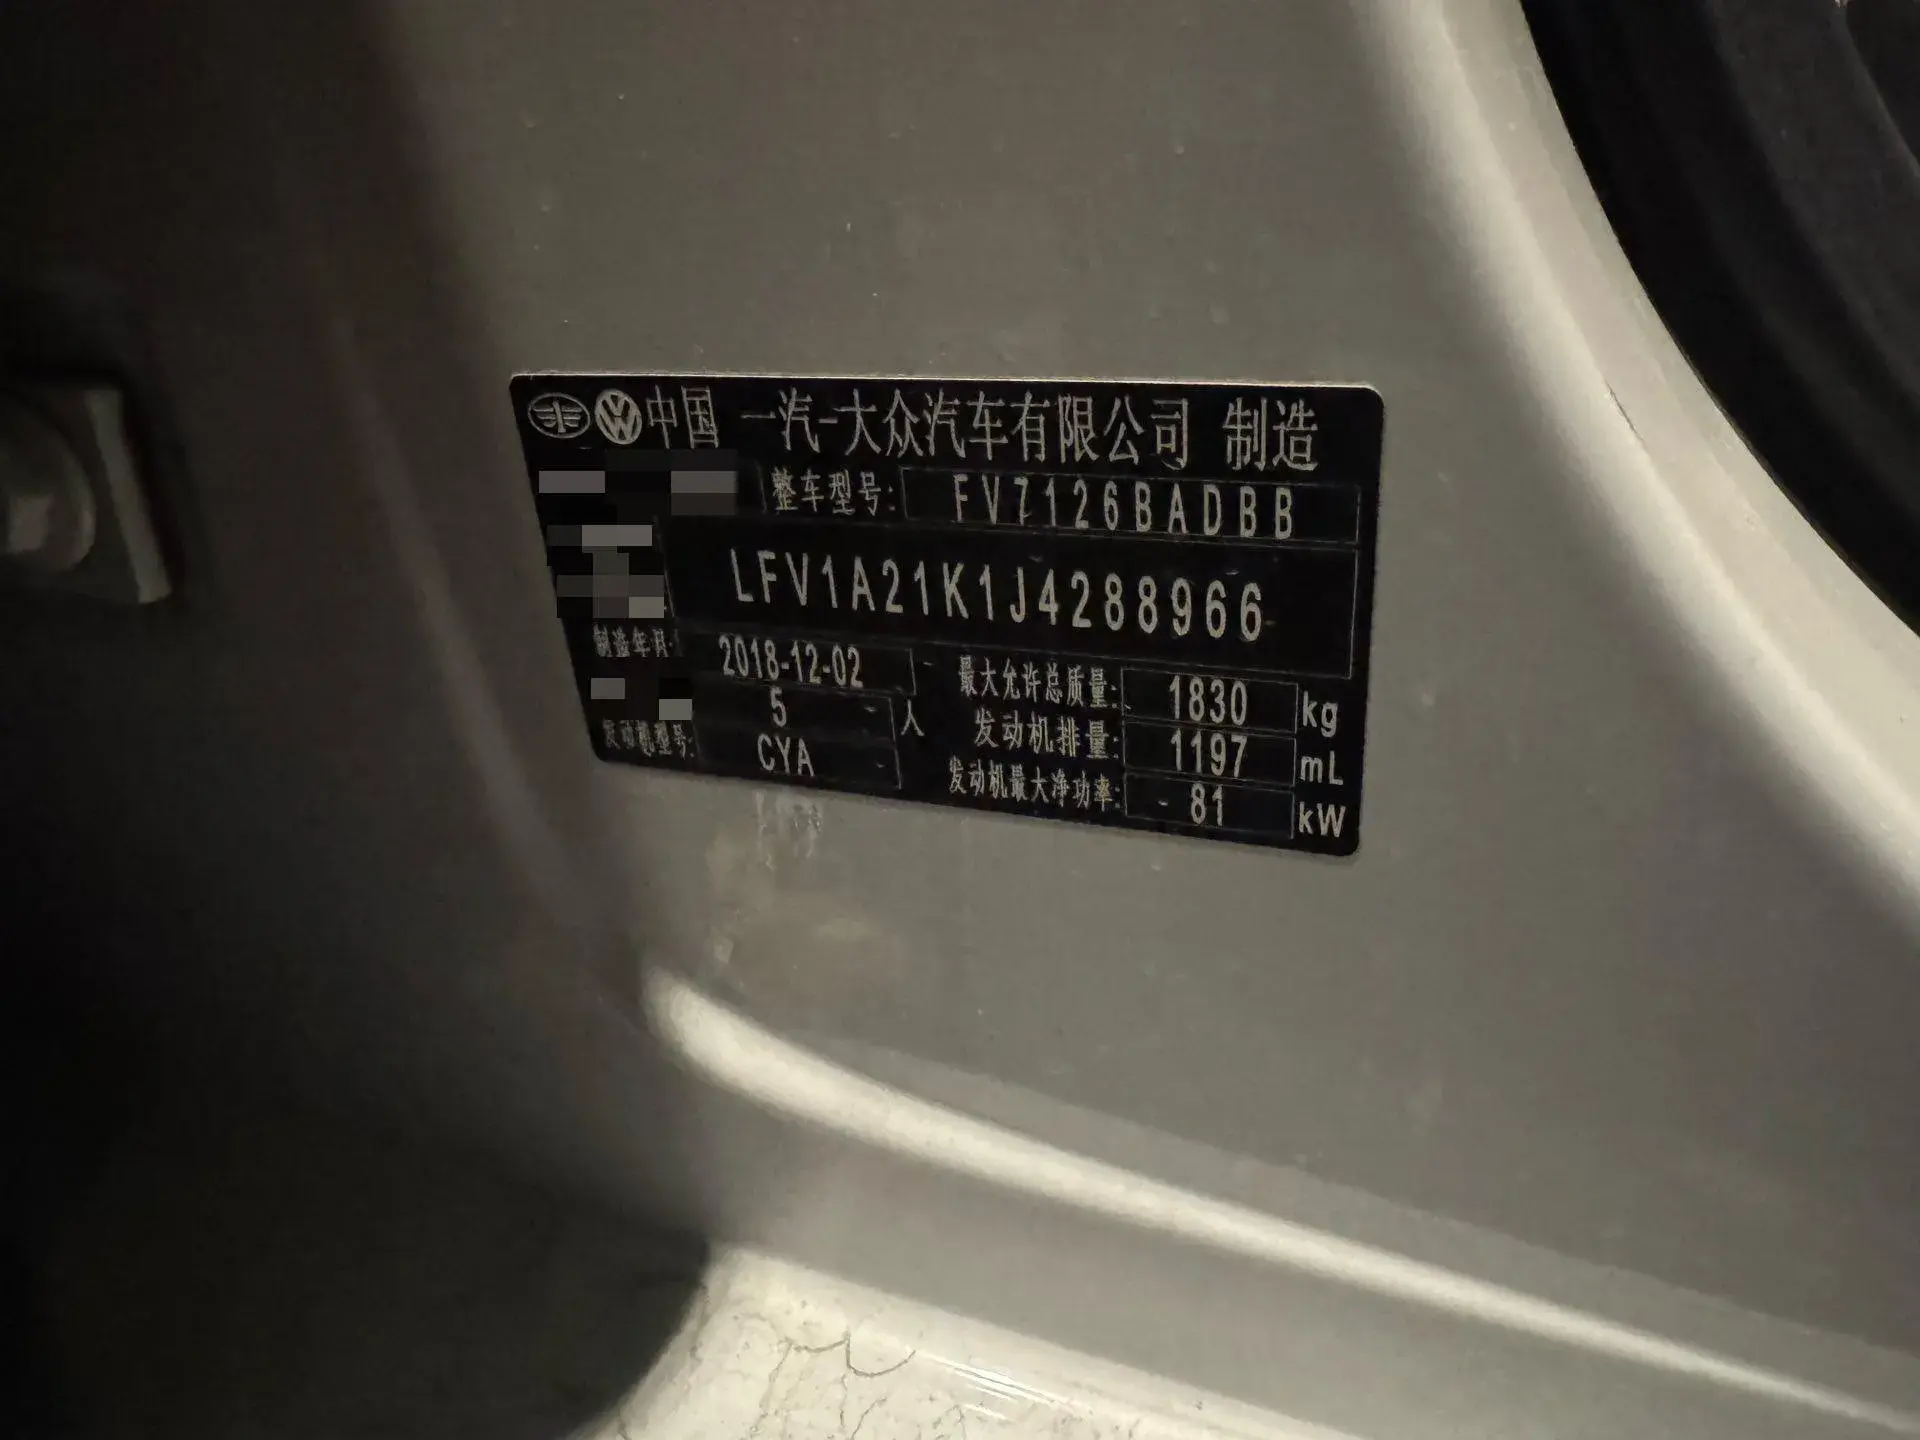 中国 一汽-大众汽车有限公司 制造
整车型号: FV7126BADBB
LFV1A21K1J4288966
制造年月: 2018-12-02
最大允许总质量: 1830 kg
5 人
发动机排量: 1197 mL
发动机型号: CYA
发动机最大净功率: 81 kW